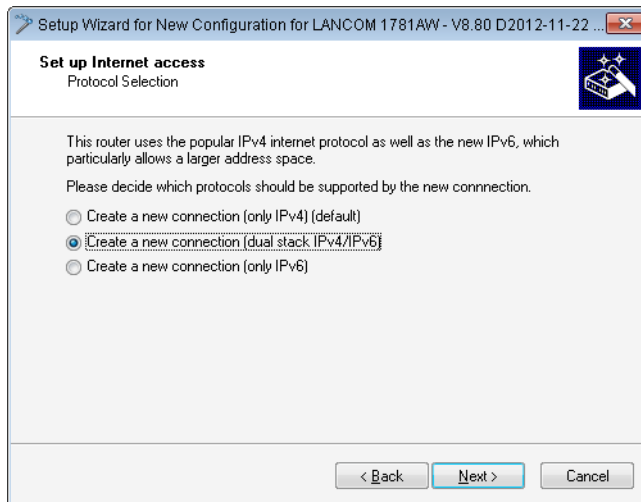 Setup Wizard for New Configuration for LANCOM 1781AW - V8.80 D2012-11-22 ...
Set up Internet access
Protocol Selection
This router uses the popular IPv4 internet protocol as well as the new IPv6, which
particularly allows a larger address space.
Please decide which protocols should be supported by the new connnection.
Create a new connection (only IPv4) (default)
Create a new connection (dual stack IPv4/IPv6)
Create a new connection (only IPv6)
< Back
Next >
Cancel